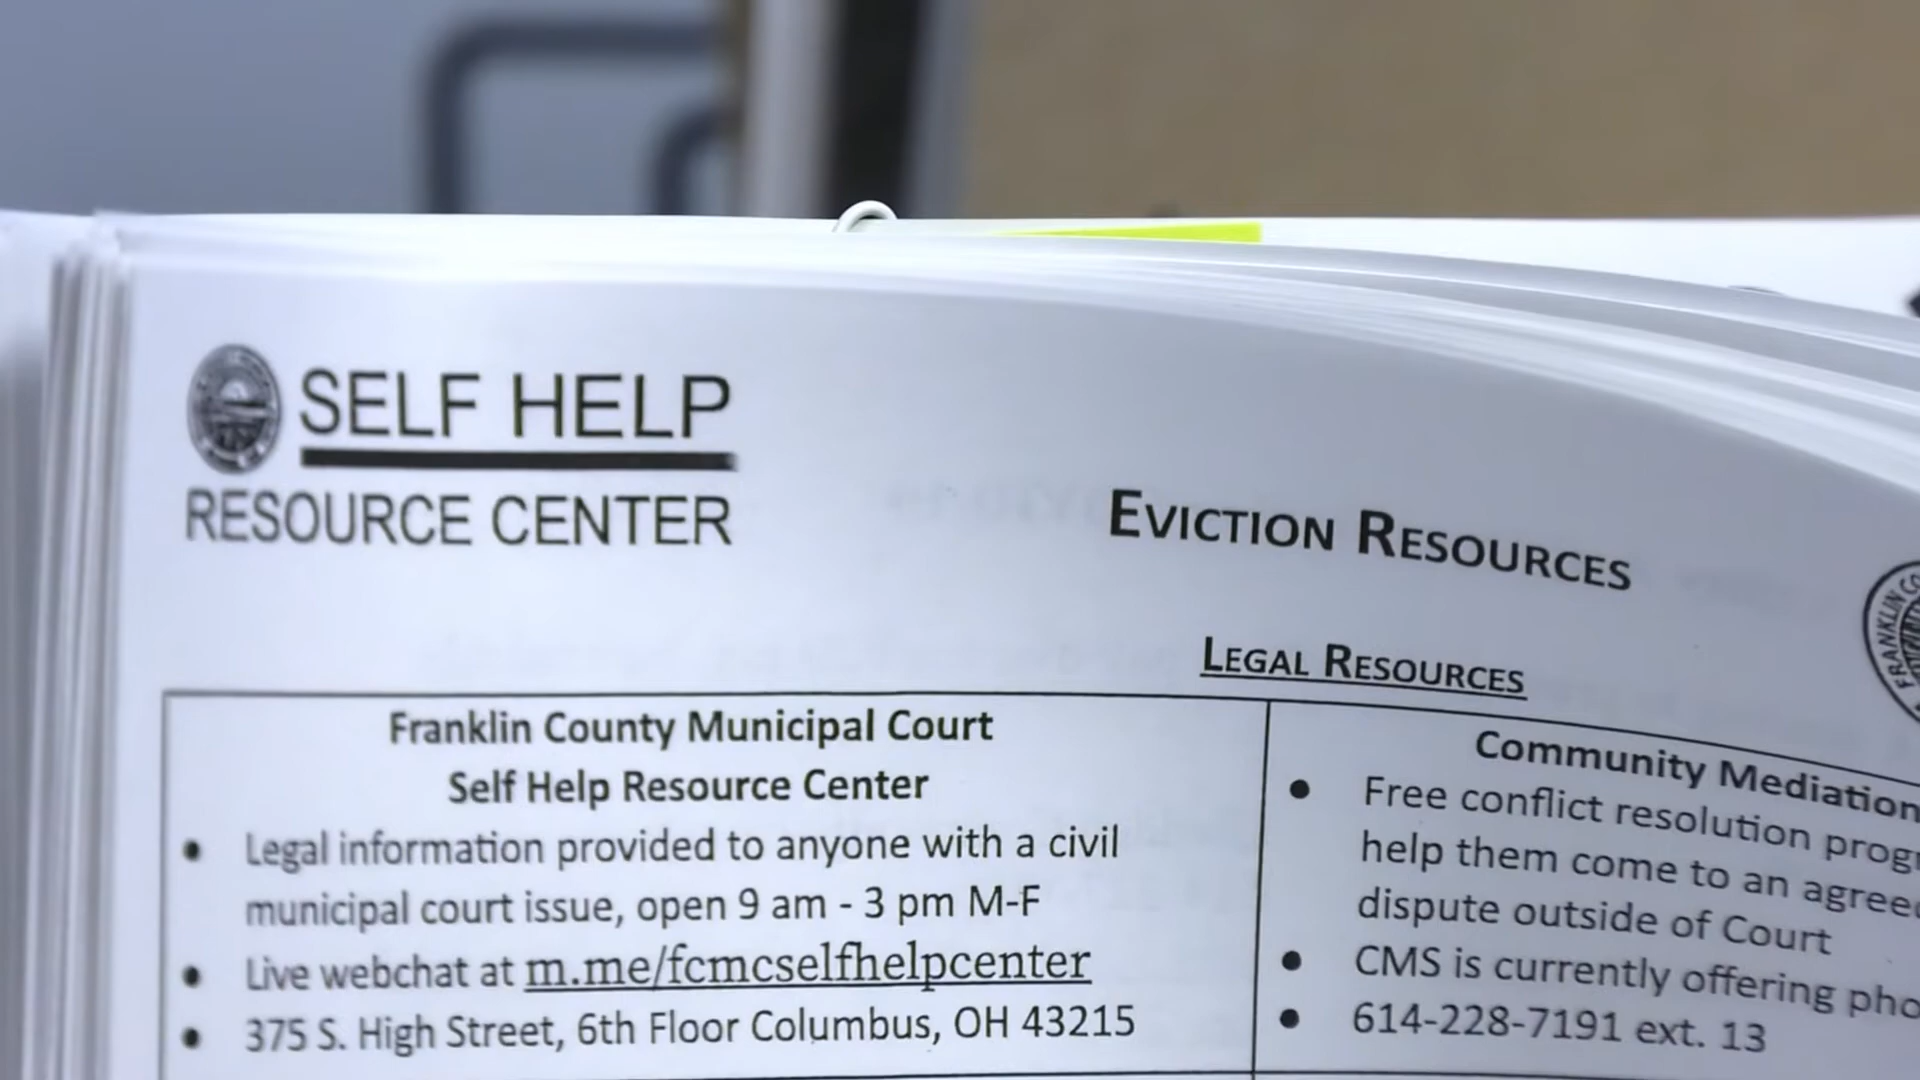 SELF HELP
RESOURCE CENTER
EVICTION RESOURCES
LEGAL RESOURCES
Franklin County Municipal Court
Self Help Resource Center
• Legal information provided to anyone with a civil
municipal court issue, open 9 am - 3 pm M-F
• Live webchat at m.me/fcmcselfhelpcenter
• 375 S. High Street, 6th Floor Columbus, OH 43215
Community Mediation
• Free conflict resolution
help them come to an
dispute outside of Court
• CMS is currently offering
• 614-228-7191 ext. 13
FRANKLIN